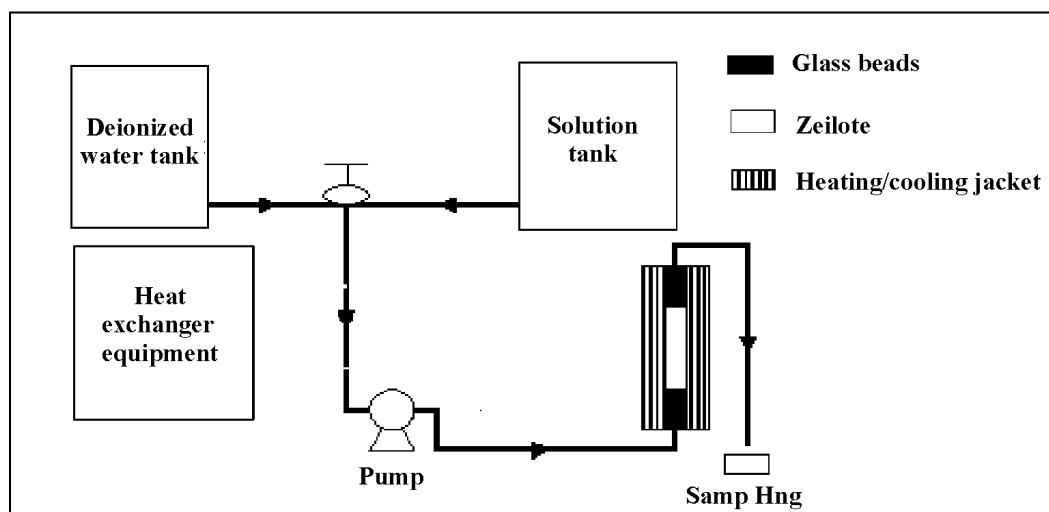 Deionized
water tank
Solution
tank
Glass beads
Zeilote
Heating/cooling jacket
Heat
exchanger
equipment
Pump
Samp Hng